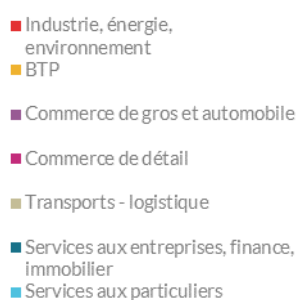 Industrie, énergie,
environnement
BTP
Commerce de gros et automobile
Commerce de détail
Transports - logistique
Services aux entreprises, finance,
immobilier
Services aux particuliers